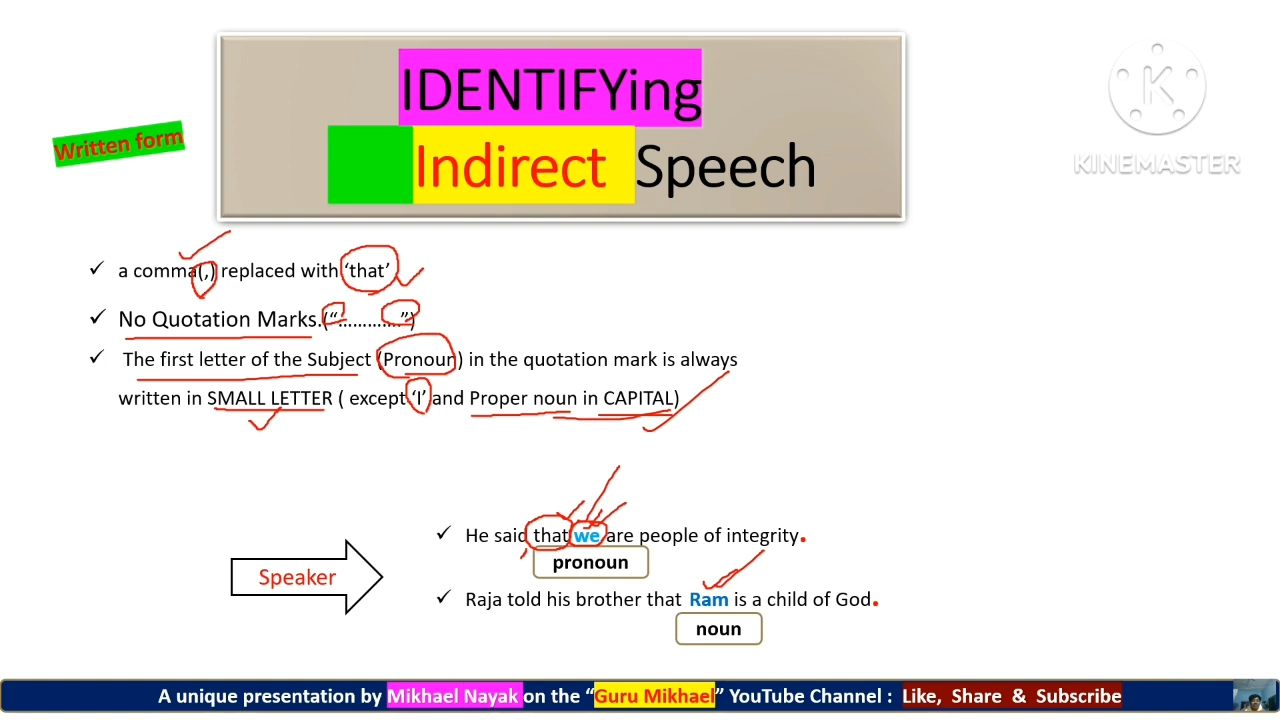 IDENTIFYing
Indirect Speech
Written form
KINEMASTER
✓ a comma(,) replaced with ‘that’
✓ No Quotation Marks.(“………….”)
✓ The first letter of the Subject (Pronoun) in the quotation mark is always
written in SMALL LETTER ( except ‘I’ and Proper noun in CAPITAL)
✓ He said that we are people of integrity.
pronoun
Speaker
✓ Raja told his brother that Ram is a child of God.
noun
A unique presentation by Mikhael Nayak on the “Guru Mikhael” YouTube Channel : Like, Share & Subscribe